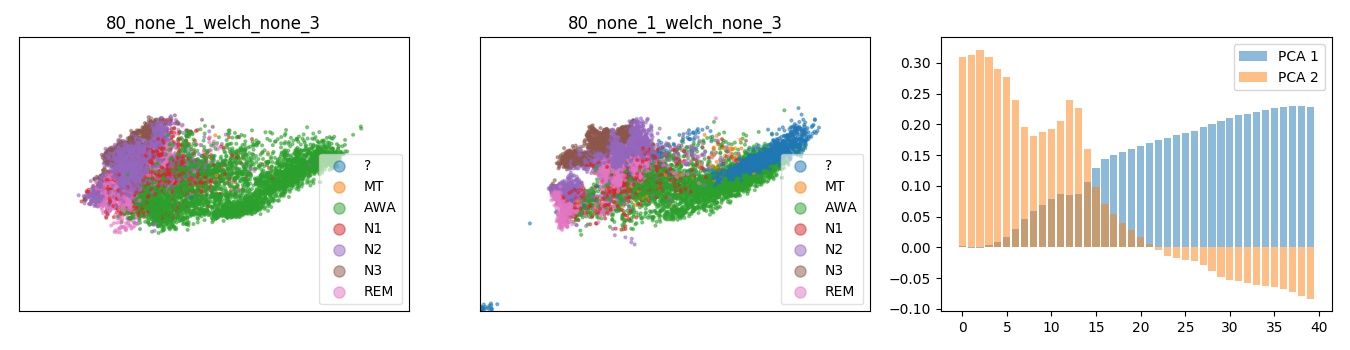 80_none_1_welch_none_3
?
MT
AWA
N1
N2
N3
REM
80_none_1_welch_none_3
?
MT
AWA
N1
N2
N3
REM
PCA 1
PCA 2
0.30
0.25
0.20
0.15
0.10
0.05
0.00
−0.05
−0.10
0 5 10 15 20 25 30 35 40